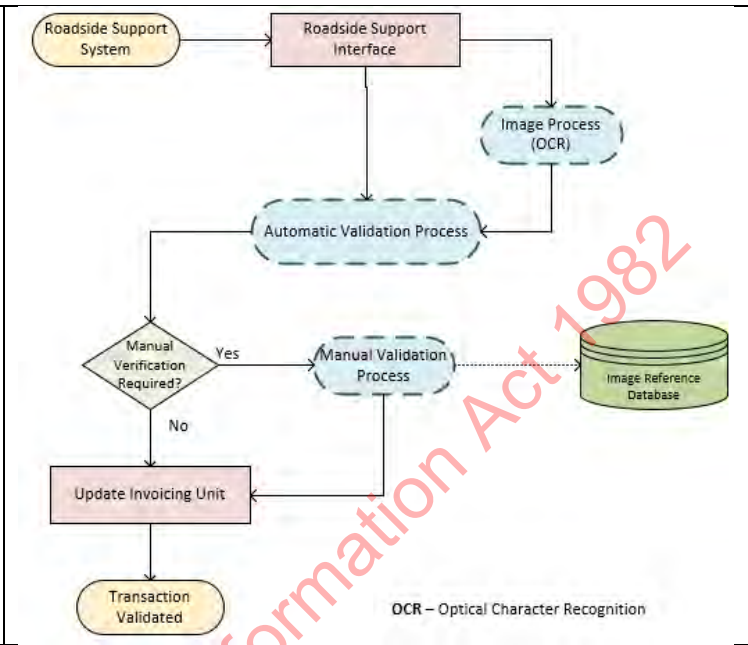 Roadside Support
System
Roadside Support
Interface
Image Process
(OCR)
Automatic Validation Process
Manual
Verification
Required?
Yes
Manual Validation
Process
Image Reference
Database
No
Update Invoicing Unit
Transaction
Validated
OCR – Optical Character Recognition
formation Act 1982